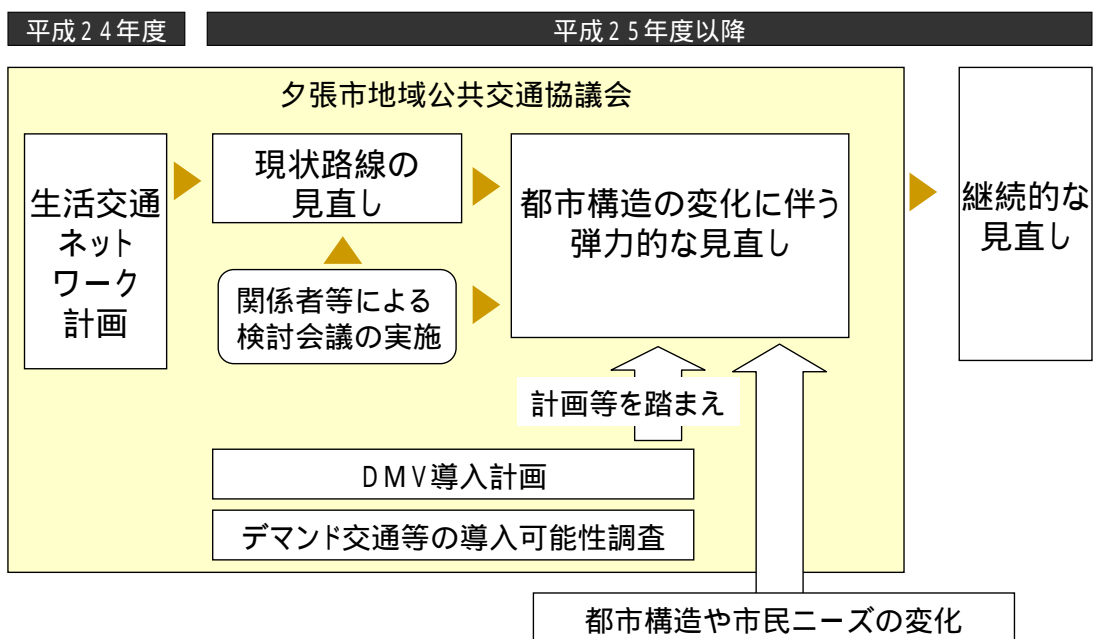 平成24年度
平成25年度以降
夕張市地域公共交通協議会
生活交通
ネット
ワーク
計画
現状路線の
見直し
関係者等による
検討会議の実施
都市構造の変化に伴う
弾力的な見直し
継続的な
見直し
計画等を踏まえ
DMV導入計画
デマンド交通等の導入可能性調査
都市構造や市民ニーズの変化